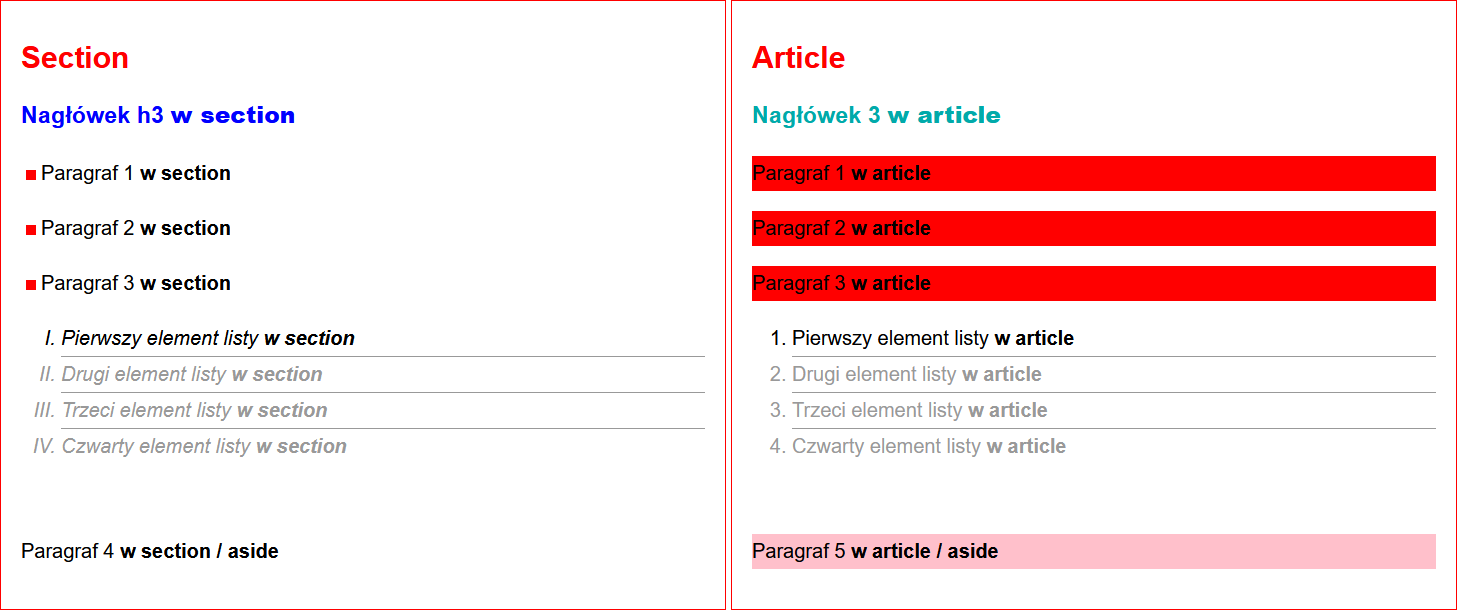 Section
Nagłówek h3 w section
Paragraf 1 w section
Paragraf 2 w section
Paragraf 3 w section
I. Pierwszy element listy w section
II. Drugi element listy w section
III. Trzeci element listy w section
IV. Czwarty element listy w section
Paragraf 4 w section / aside
Article
Nagłówek 3 w article
Paragraf 1 w article
Paragraf 2 w article
Paragraf 3 w article
1. Pierwszy element listy w article
2. Drugi element listy w article
3. Trzeci element listy w article
4. Czwarty element listy w article
Paragraf 5 w article / aside